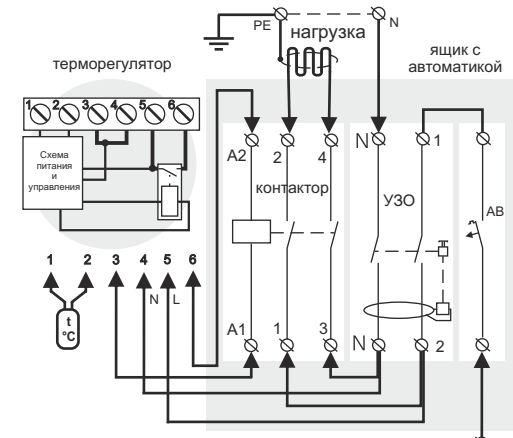 PE
N
нагрузка
ящик с
автоматикой
терморегулятор
1 2 3 4 5 6
Схема
питания
и
управления
A2 2 4 N 1
контактор
УЗО
АВ
1 2 3 4 5 6
N L
t
°C
A1 1 3 N 2